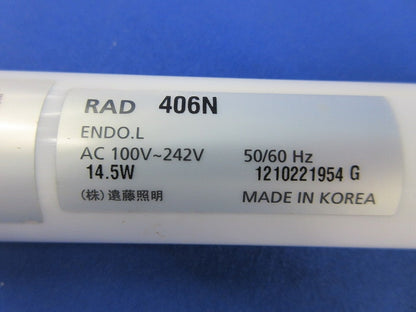 RAD 406N
ENDO.L
AC 100V~242V 50/60 Hz
14.5W 1210221954 G
(株)遠藤照明 MADE IN KOREA